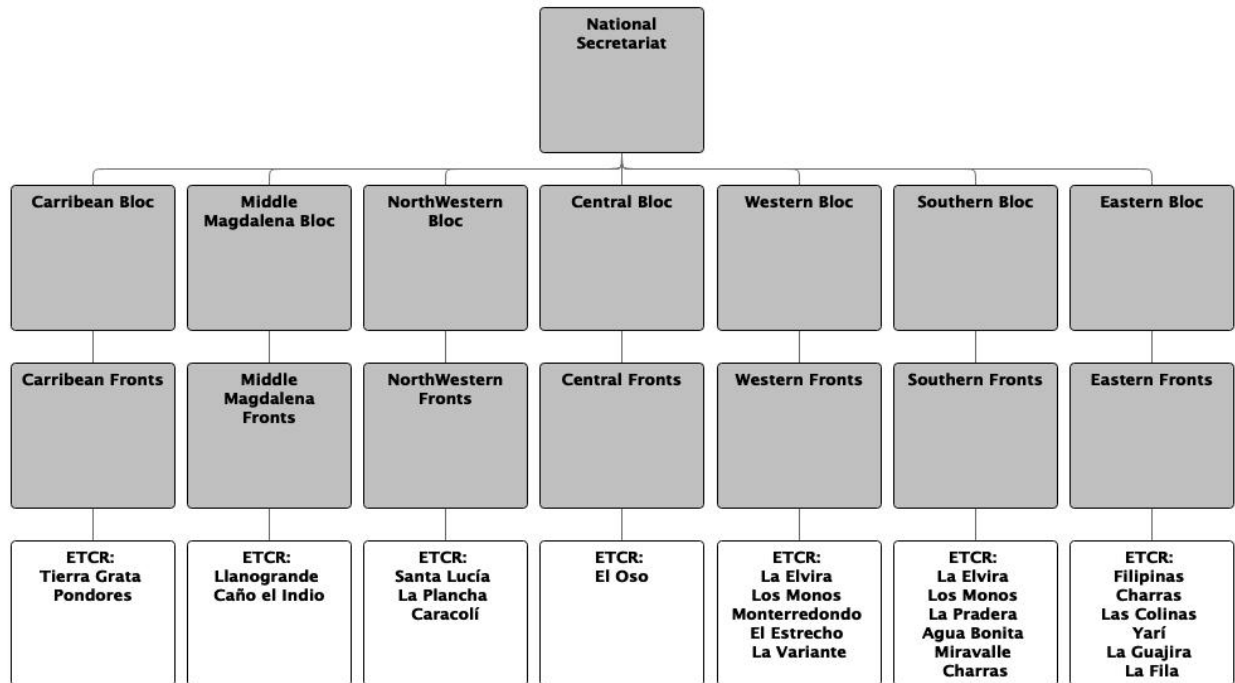 National
Secretariat
Carribean Bloc
Middle
Magdalena Bloc
NorthWestern
Bloc
Central Bloc
Western Bloc
Southern Bloc
Eastern Bloc
Carribean Fronts
Middle
Magdalena
Fronts
NorthWestern
Fronts
Central Fronts
Western Fronts
Southern Fronts
Eastern Fronts
ETCR:
Tierra Grata
Pondores
ETCR:
Llanogrande
Caño el Indio
ETCR:
Santa Lucía
La Plancha
Caracolí
ETCR:
El Oso
ETCR:
La Elvira
Los Monos
Monterredondo
El Estrecho
La Variante
ETCR:
La Elvira
Los Monos
La Pradera
Agua Bonita
Miravalle
Charras
ETCR:
Filipinas
Charras
Las Colinas
Yarí
La Guajira
La Fila